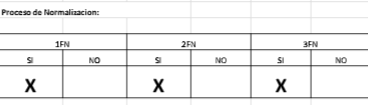 Proceso de Normalizacion:
1FN 2FN 3FN
SI NO SI NO SI NO
X X X